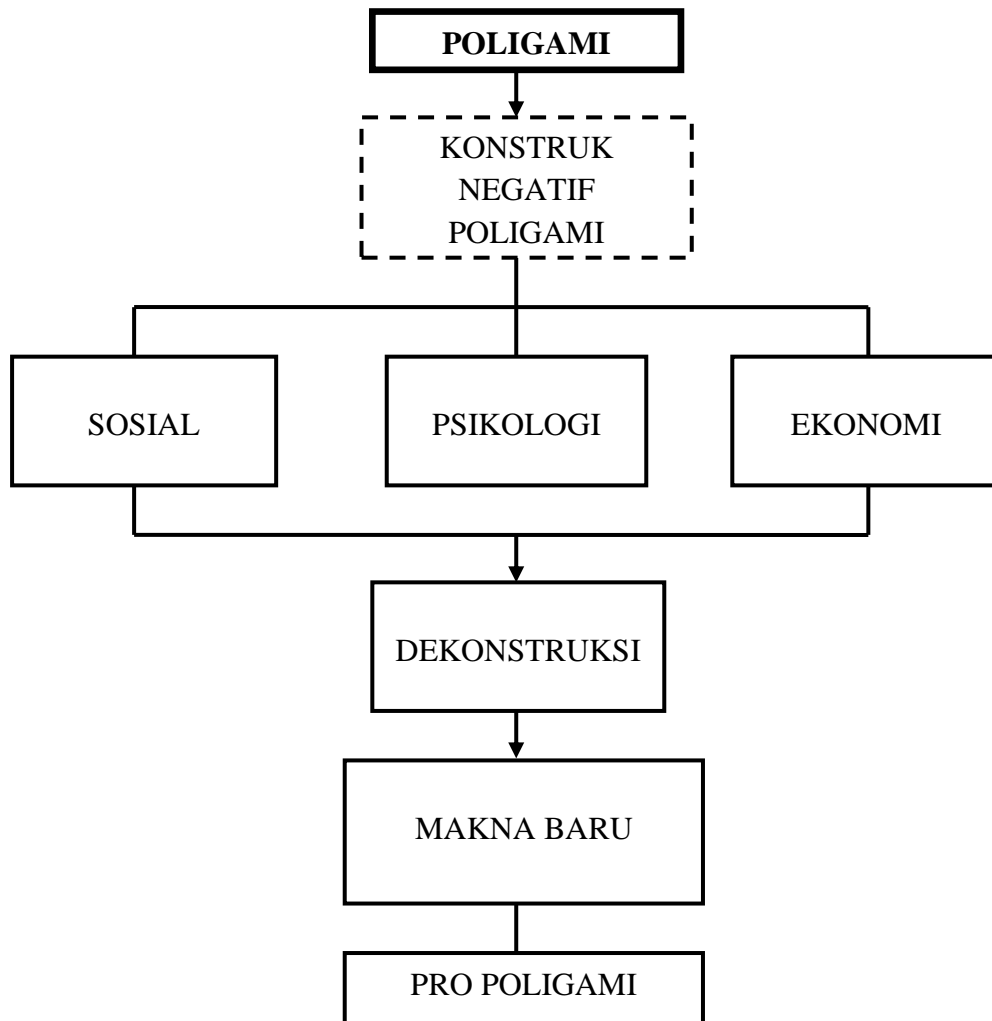 POLIGAMI
KONSTRUK
NEGATIF
POLIGAMI
SOSIAL
PSIKOLOGI
EKONOMI
DEKONSTRUKSI
MAKNA BARU
PRO POLIGAMI